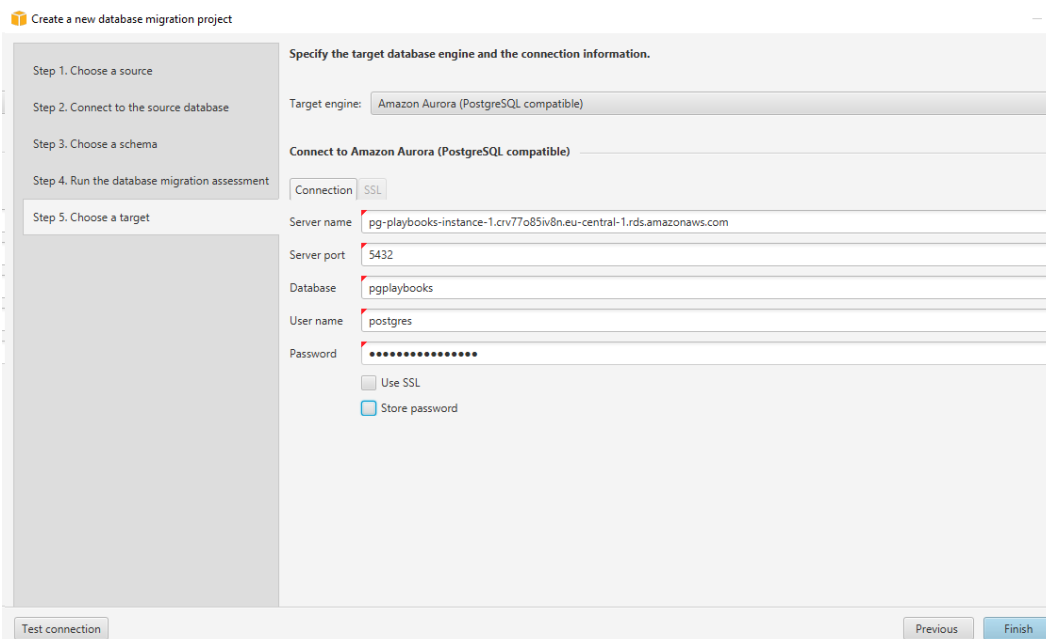 Create a new database migration project
Step 1. Choose a source
Step 2. Connect to the source database
Step 3. Choose a schema
Step 4. Run the database migration assessment
Step 5. Choose a target
Specify the target database engine and the connection information.
Target engine: Amazon Aurora (PostgreSQL compatible)
Connect to Amazon Aurora (PostgreSQL compatible)
Connection SSL
Server name pg-playbooks-instance-1.crv77o85iv8n.eu-central-1.rds.amazonaws.com
Server port 5432
Database pgplaybooks
User name postgres
Password ••••••••••••••••
Use SSL
Store password
Test connection Previous Finish